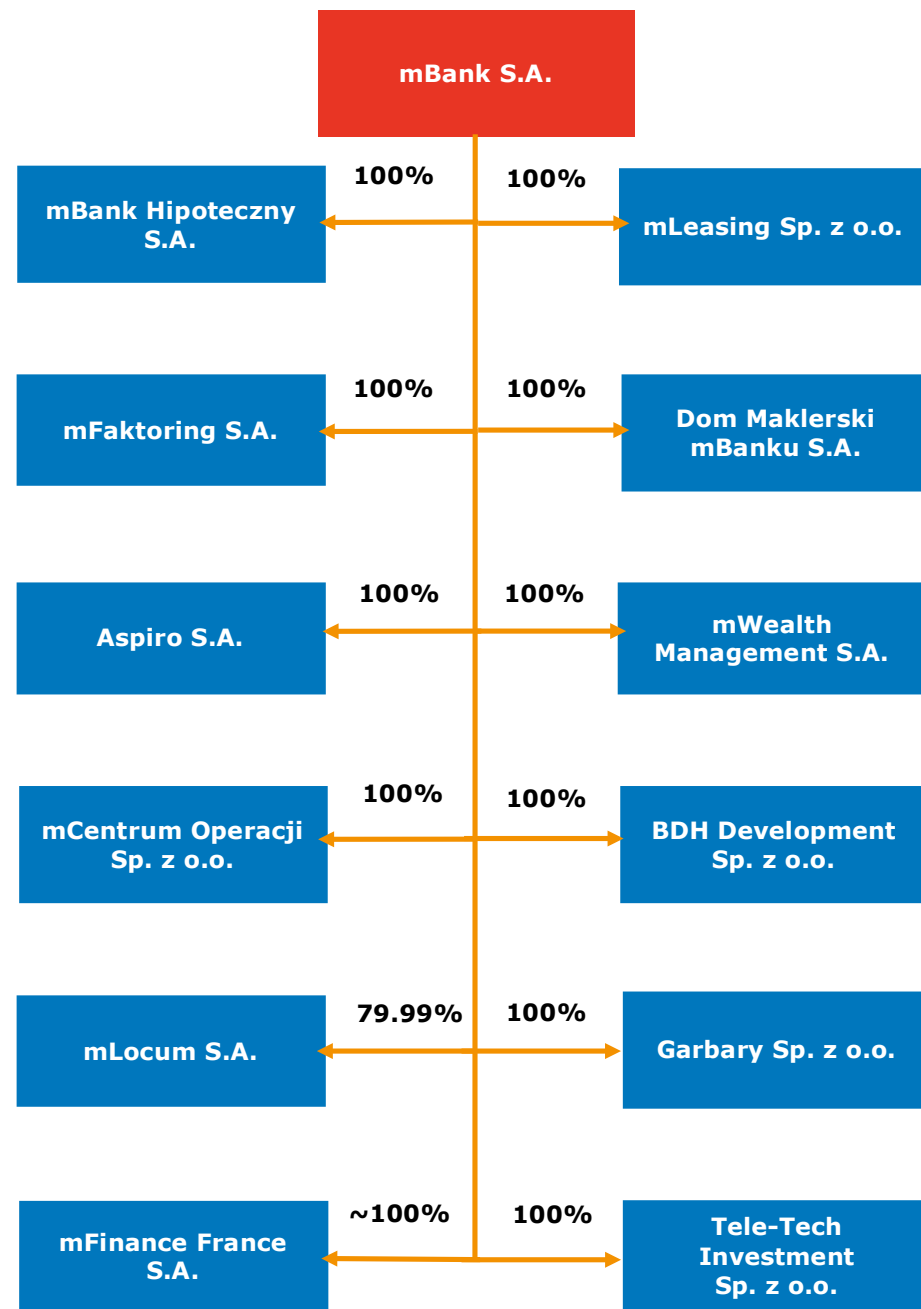 mBank S.A.
100%
100%
mBank Hipoteczny
S.A.
mLeasing Sp. z o.o.
100%
100%
mFaktoring S.A.
Dom Maklerski
mBanku S.A.
100%
100%
Aspiro S.A.
mWealth
Management S.A.
100%
100%
mCentrum Operacji
Sp. z o.o.
BDH Development
Sp. z o.o.
79.99%
100%
mLocum S.A.
Garbary Sp. z o.o.
~100%
100%
mFinance France
S.A.
Tele-Tech
Investment
Sp. z o.o.